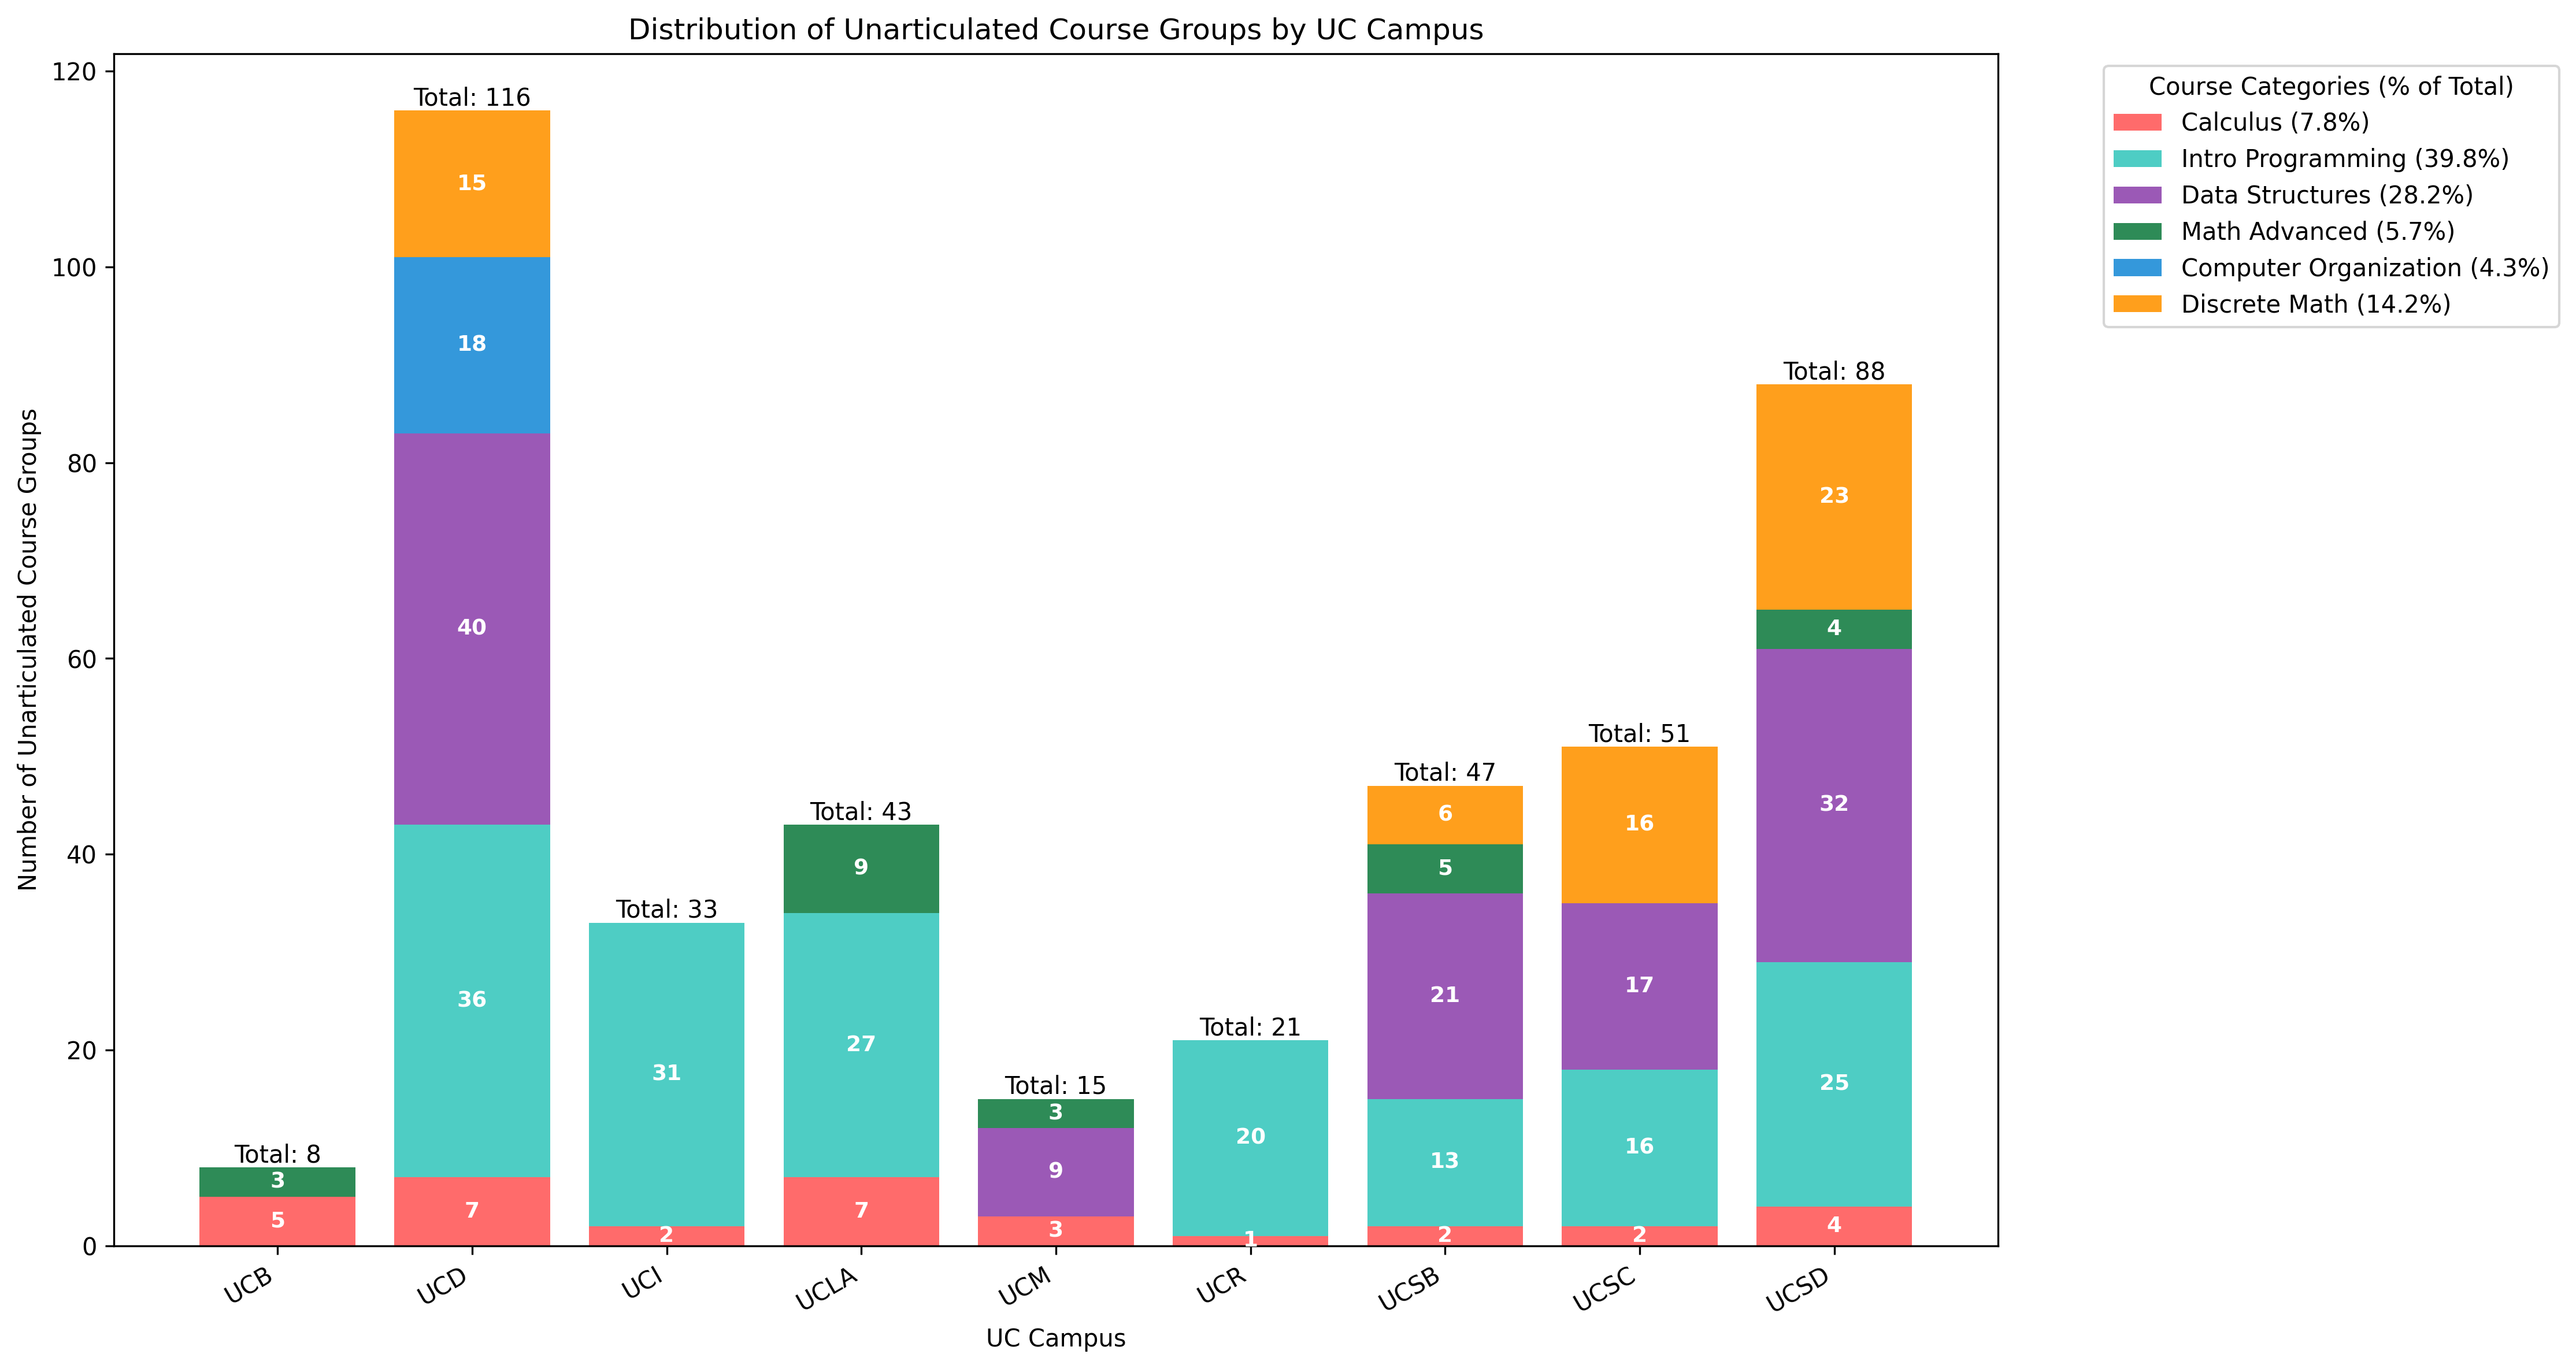 Distribution of Unarticulated Course Groups by UC Campus
Number of Unarticulated Course Groups
120
100
80
60
40
20
0
Total: 8
3
5
Total: 116
15
18
40
36
7
Total: 33
31
2
Total: 43
9
27
7
Total: 15
3
9
3
Total: 21
20
1
Total: 47
6
5
21
13
2
Total: 51
16
17
16
2
Total: 88
23
4
32
25
4
UCB
UCD
UCI
UCLA
UCM
UCR
UCSB
UCSC
UCSD
UC Campus
Course Categories (% of Total)
Calculus (7.8%)
Intro Programming (39.8%)
Data Structures (28.2%)
Math Advanced (5.7%)
Computer Organization (4.3%)
Discrete Math (14.2%)